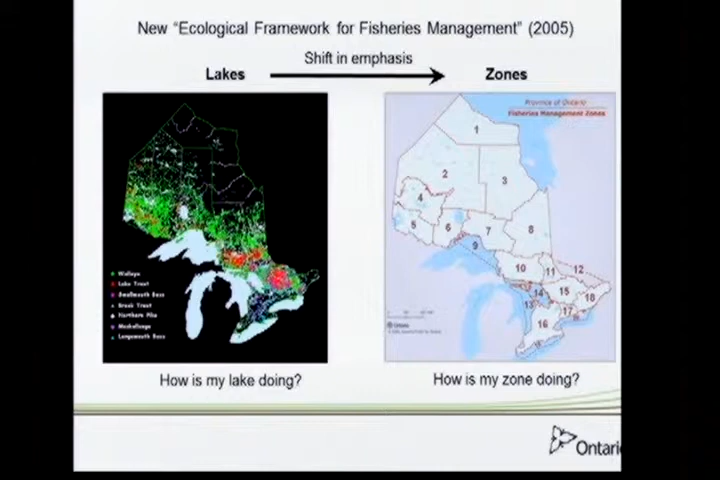 New “Ecological Framework for Fisheries Management” (2005)
Shift in emphasis
Lakes
Zones
Walleye
Lake Trout
Smallmouth Bass
Brook Trout
Northern Pike
Muskellunge
Largemouth Bass
Province of Ontario
Fisheries Management Zones
1
2
3
4
5
6
7
8
9
10
11
12
13
14
15
16
17
18
How is my lake doing?
How is my zone doing?
Ontari